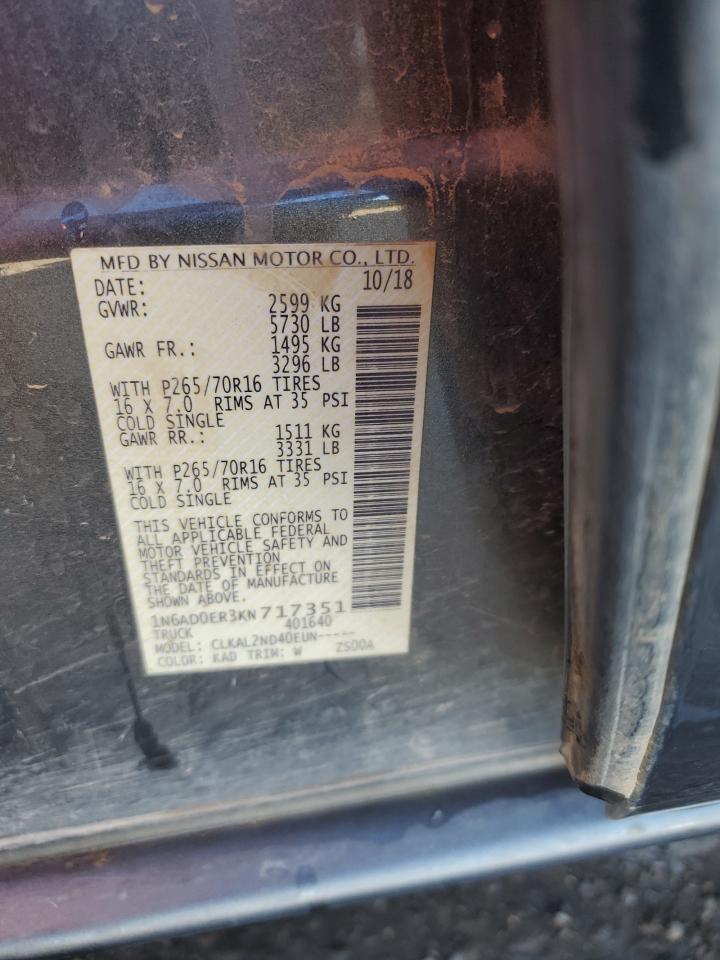 MFD BY NISSAN MOTOR CO., LTD.
DATE: 10/18
GVWR: 2599 KG
5730 LB
GAWR FR.: 1495 KG
3296 LB
WITH P265/70R16 TIRES
16 X 7.0 RIMS AT 35 PSI
COLD SINGLE
GAWR RR.: 1511 KG
3331 LB
WITH P265/70R16 TIRES
16 X 7.0 RIMS AT 35 PSI
COLD SINGLE
THIS VEHICLE CONFORMS TO
ALL APPLICABLE FEDERAL
MOTOR VEHICLE SAFETY AND
THEFT PREVENTION
STANDARDS IN EFFECT ON
THE DATE OF MANUFACTURE
SHOWN ABOVE.
1N6AD0ER3KN717351
TRUCK 401640
MODEL: CLKAL2ND40EUN-----
COLOR: KAD TRIM: W ZS00A